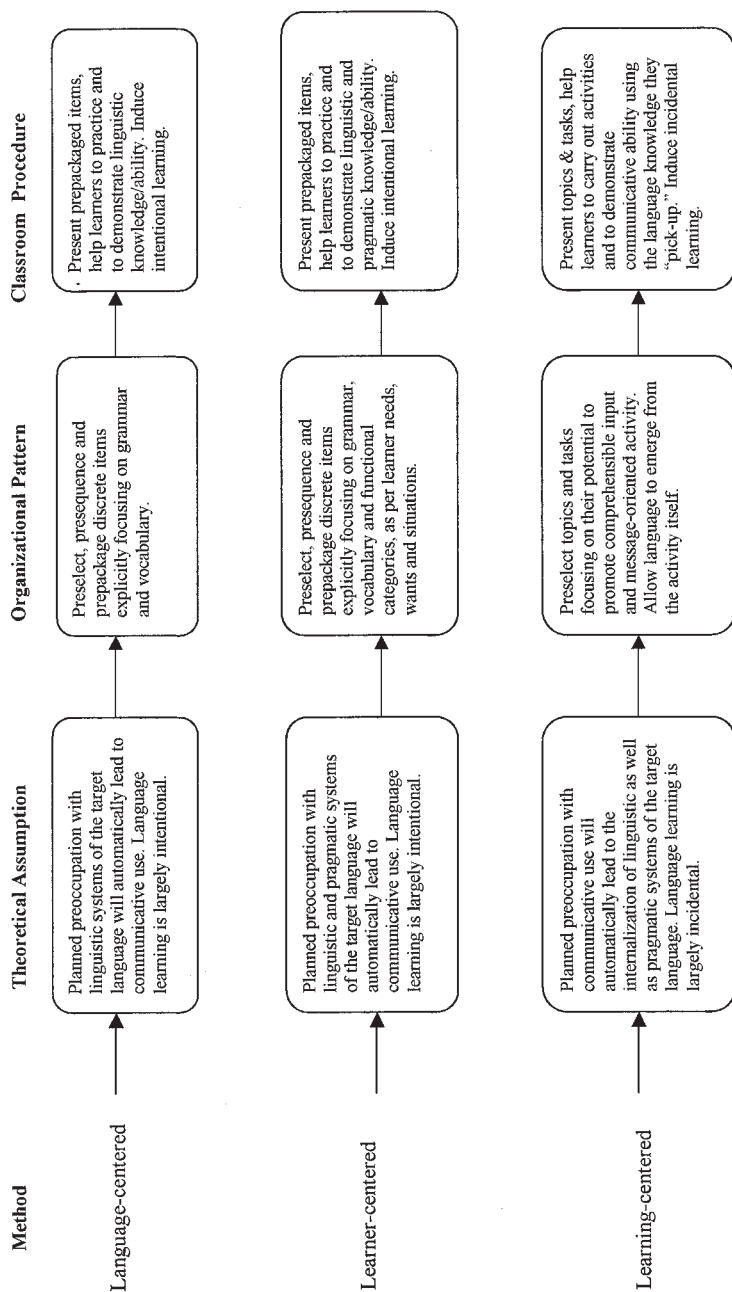 Method
Theoretical Assumption
Organizational Pattern
Classroom Procedure
Language-centered
Planned preoccupation with
linguistic systems of the target
language will automatically lead to
communicative use. Language
learning is largely intentional.
Preselect, presequence and
prepackage discrete items
explicitly focusing on grammar
and vocabulary.
Present prepackaged items,
help learners to practice and
to demonstrate linguistic
knowledge/ability. Induce
intentional learning.
Learner-centered
Planned preoccupation with
linguistic and pragmatic systems
of the target language will
automatically lead to
communicative use. Language
learning is largely intentional.
Preselect, presequence and
prepackage discrete items
explicitly focusing on grammar,
vocabulary and functional
categories, as per learner needs,
wants and situations.
Present prepackaged items,
help learners to practice and
to demonstrate linguistic and
pragmatic knowledge/ability.
Induce intentional learning.
Learning-centered
Planned preoccupation with
communicative use will
automatically lead to the
internalization of linguistic as well
as pragmatic systems of the target
language. Language learning is
largely incidental.
Preselect topics and tasks
focusing on their potential to
promote comprehensible input
and message-oriented activity.
Allow language to emerge from
the activity itself.
Present topics & tasks, help
learners to carry out activities
and to demonstrate
communicative ability using
the language knowledge they
“pick-up.” Induce incidental
learning.